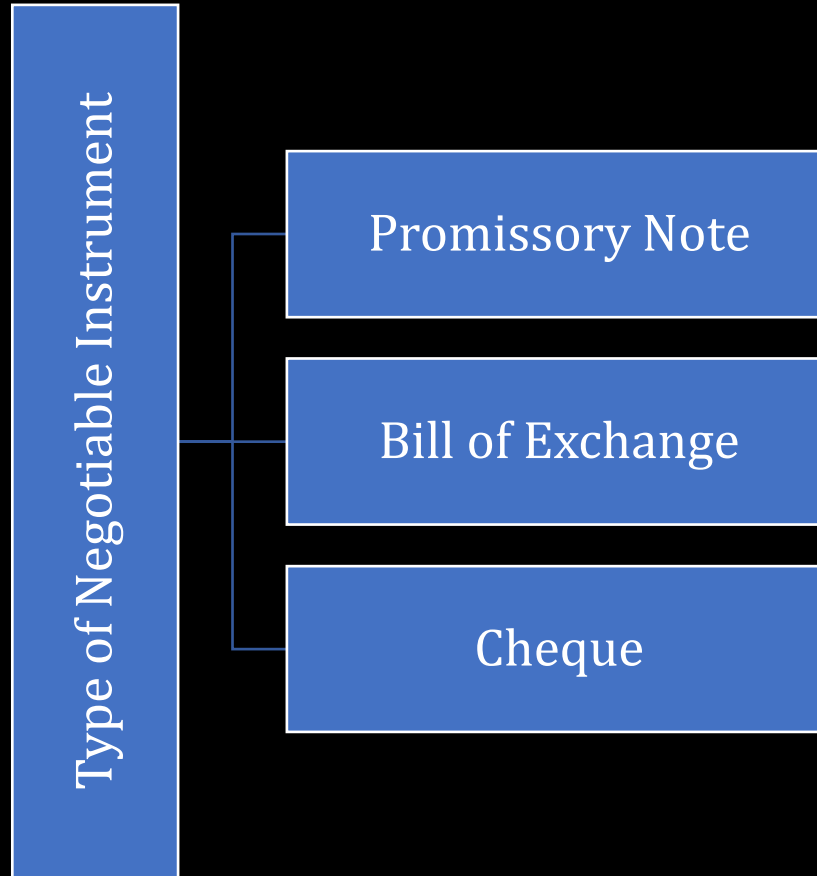 Type of Negotiable Instrument
Promissory Note
Bill of Exchange
Cheque